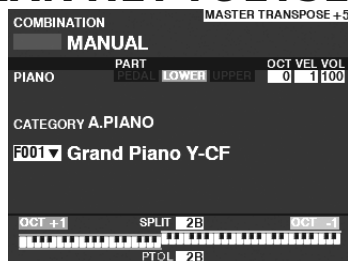 COMBINATION MASTER TRANSPOSE +5
MANUAL
PART OCT VEL VOL
PIANO PEDAL LOWER UPPER 0 1 100
CATEGORY A.PIANO
F001▼ Grand Piano Y-CF
OCT +1 SPLIT 2B OCT -1
PTOL 2B